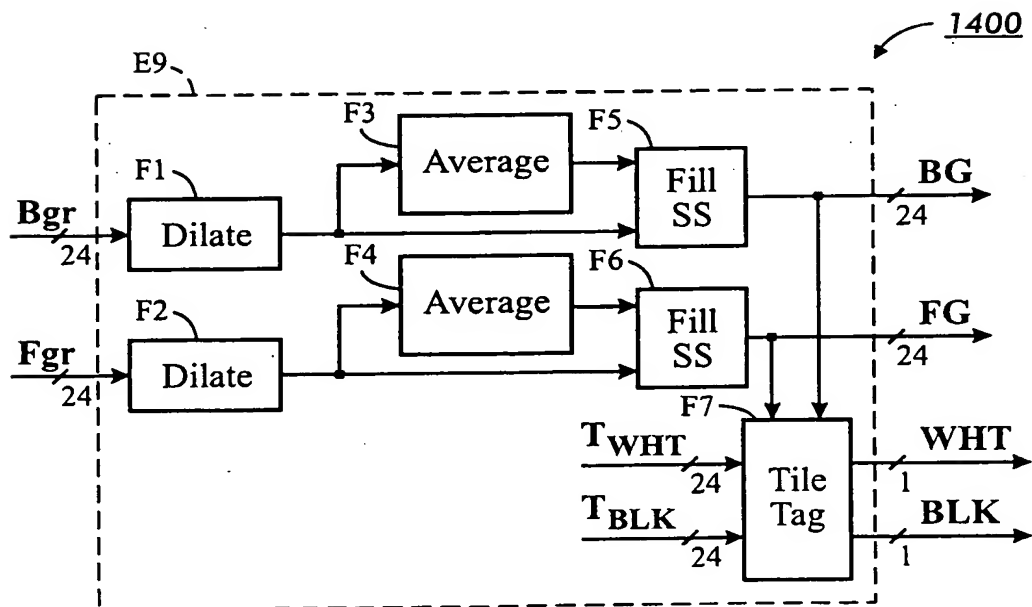 1400
E9
F3
Average
F5
Fill
SS
BG
24
F1
Bgr
24
Dilate
F4
Average
F6
Fill
SS
FG
24
F2
Fgr
24
Dilate
F7
Tile
Tag
TWHT
24
WHT
1
TBLK
24
BLK
1